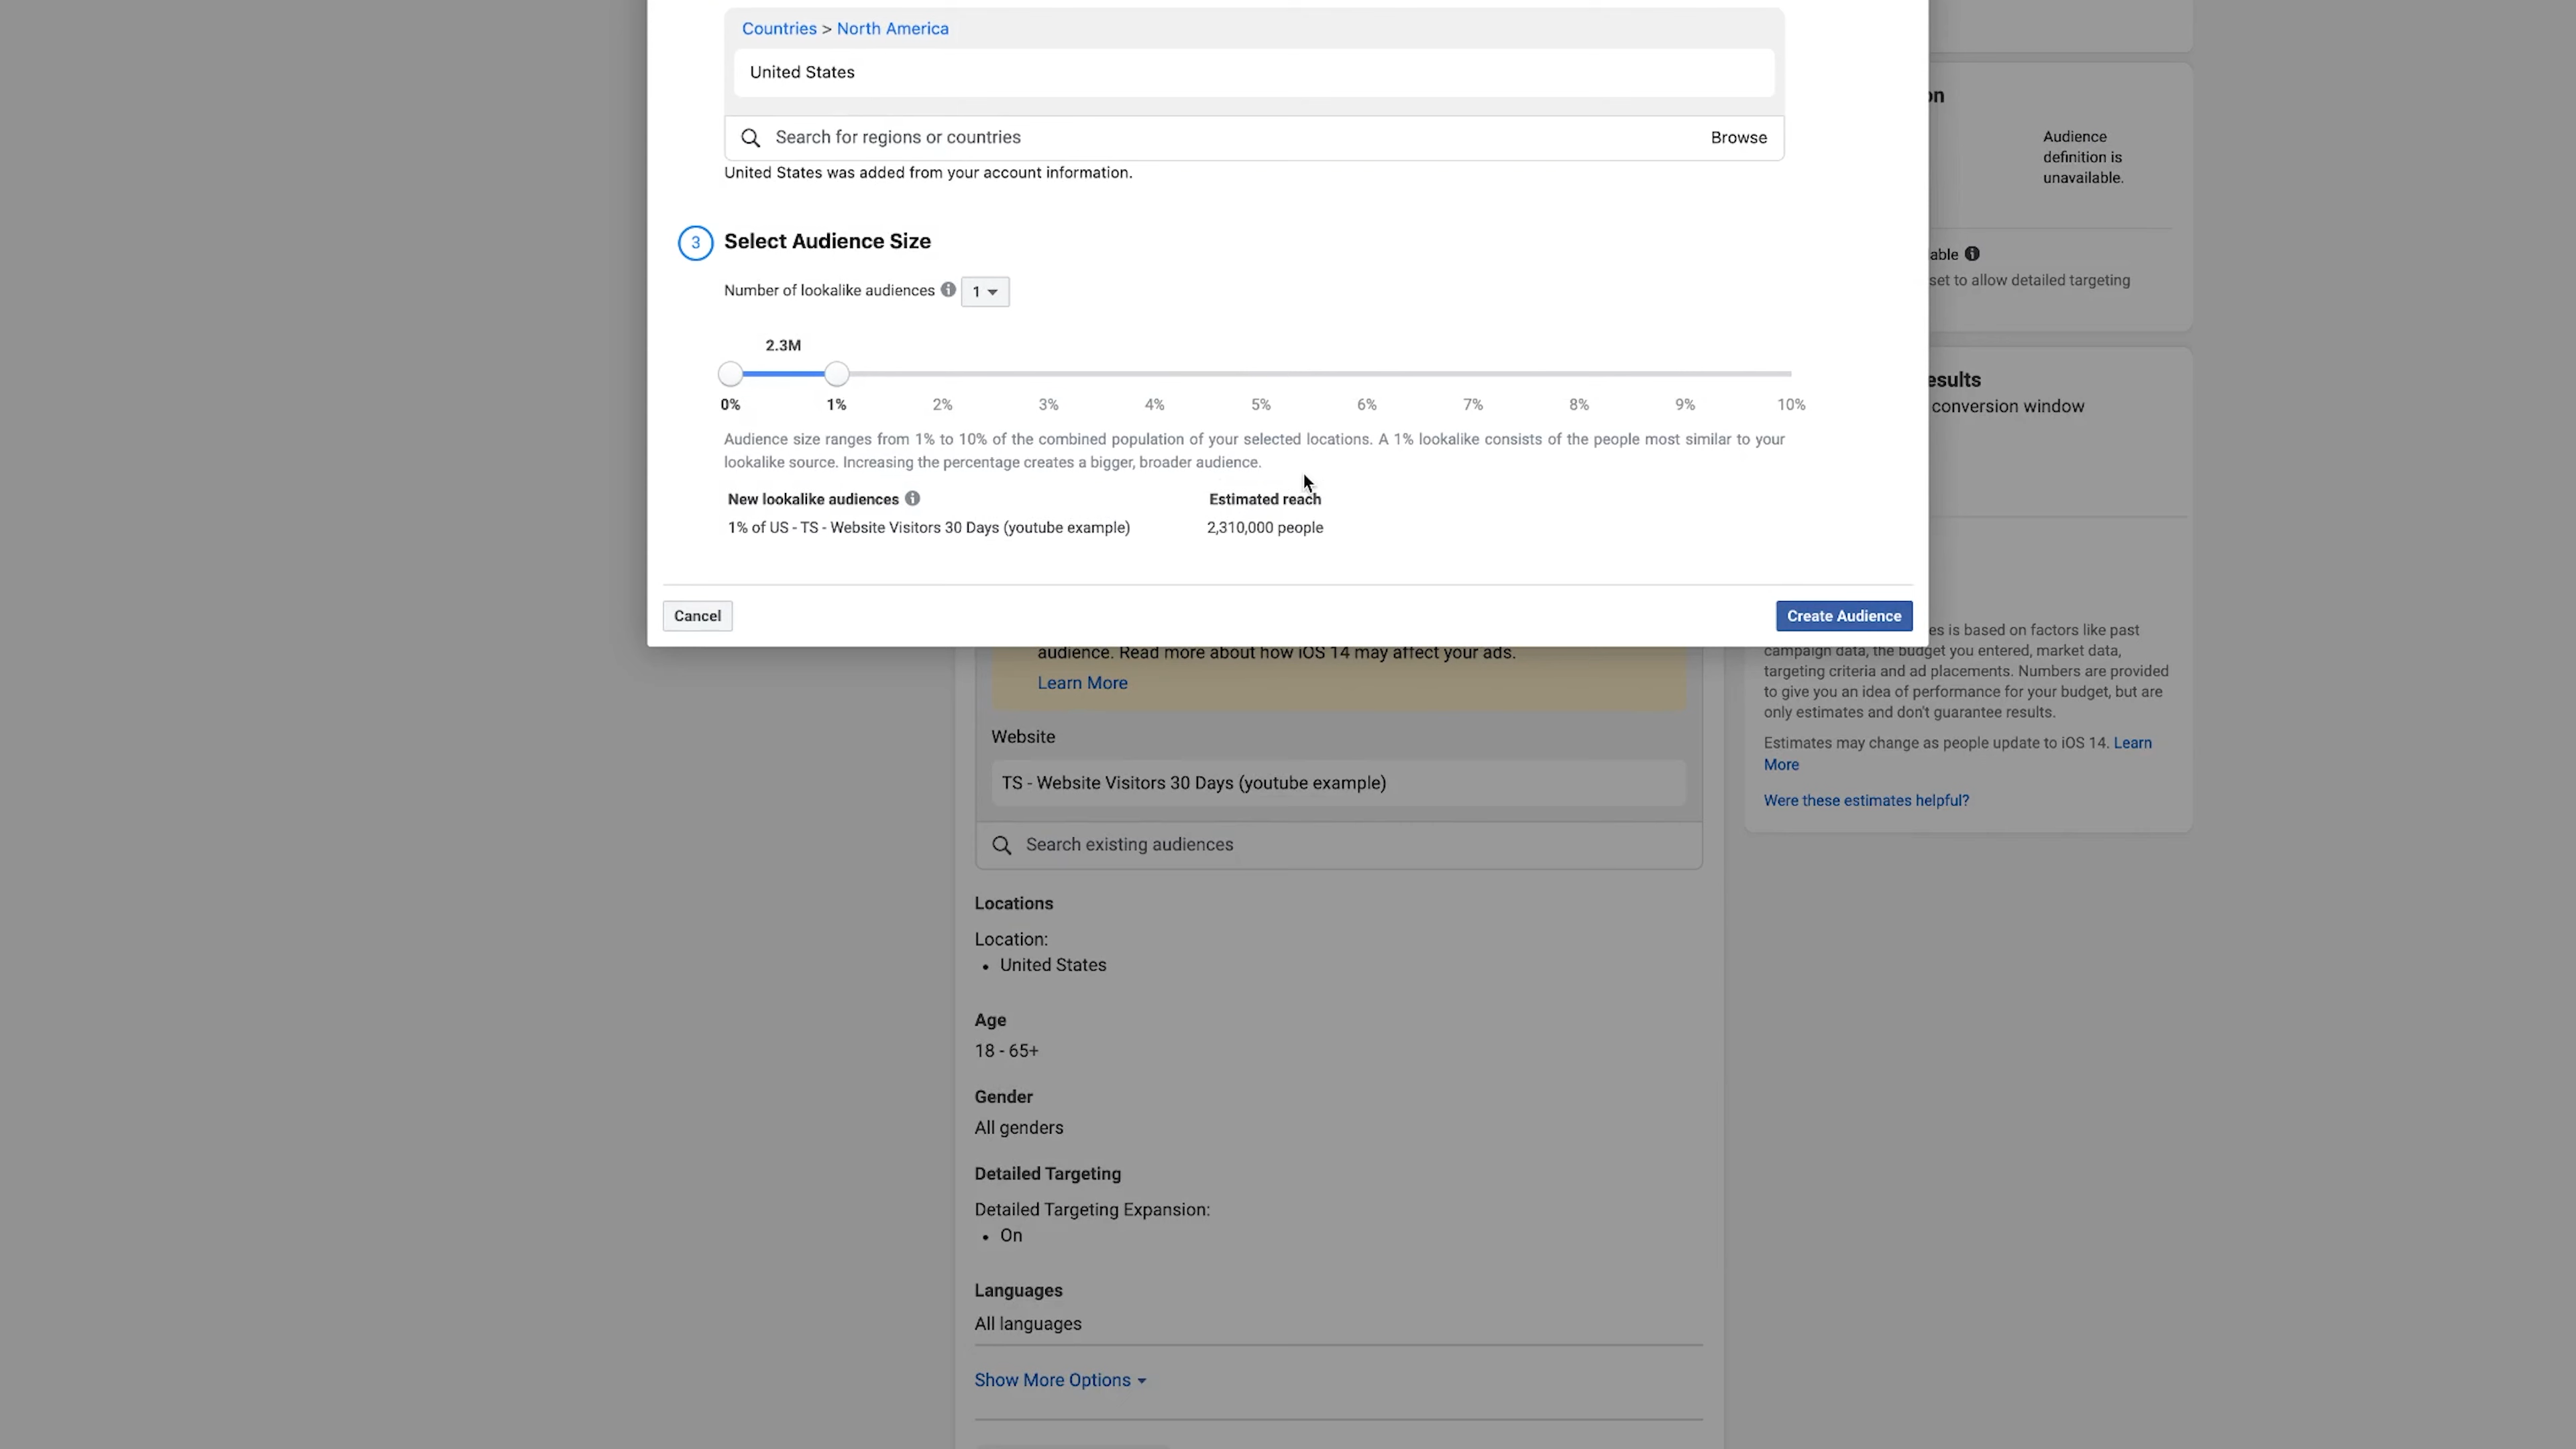 Countries > North America
United States
Search for regions or countries
Browse
United States was added from your account information.
3
Select Audience Size
Number of lookalike audiences
1
2.3M
0%
1%
2%
3%
4%
5%
6%
7%
8%
9%
10%
Audience size ranges from 1% to 10% of the combined population of your selected locations. A 1% lookalike consists of the people most similar to your
lookalike source. Increasing the percentage creates a bigger, broader audience.
New lookalike audiences
Estimated reach
1% of US - TS - Website Visitors 30 Days (youtube example)
2,310,000 people
Cancel
Create Audience
on
Audience
definition is
unavailable.
able
set to allow detailed targeting
esults
conversion window
es is based on factors like past
campaign data, the budget you entered, market data,
targeting criteria and ad placements. Numbers are provided
to give you an idea of performance for your budget, but are
only estimates and don't guarantee results.
Estimates may change as people update to iOS 14. Learn
More
Were these estimates helpful?
audience. Read more about how iOS 14 may affect your ads.
Learn More
Website
TS - Website Visitors 30 Days (youtube example)
Search existing audiences
Locations
Location:
• United States
Age
18 - 65+
Gender
All genders
Detailed Targeting
Detailed Targeting Expansion:
• On
Languages
All languages
Show More Options